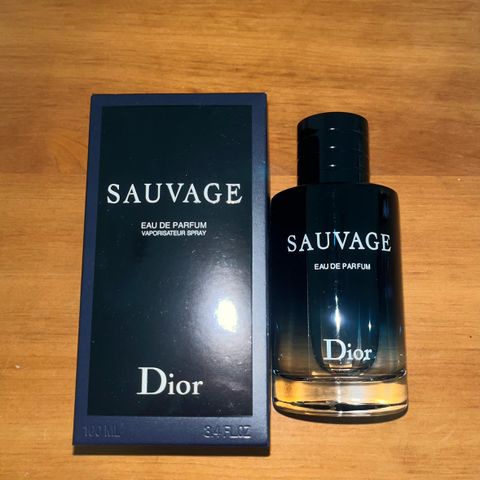 SAUVAGE
EAU DE PARFUM
VAPORISATEUR SPRAY
Dior
100 ML
3.4 FL.OZ
SAUVAGE
EAU DE PARFUM
Dior